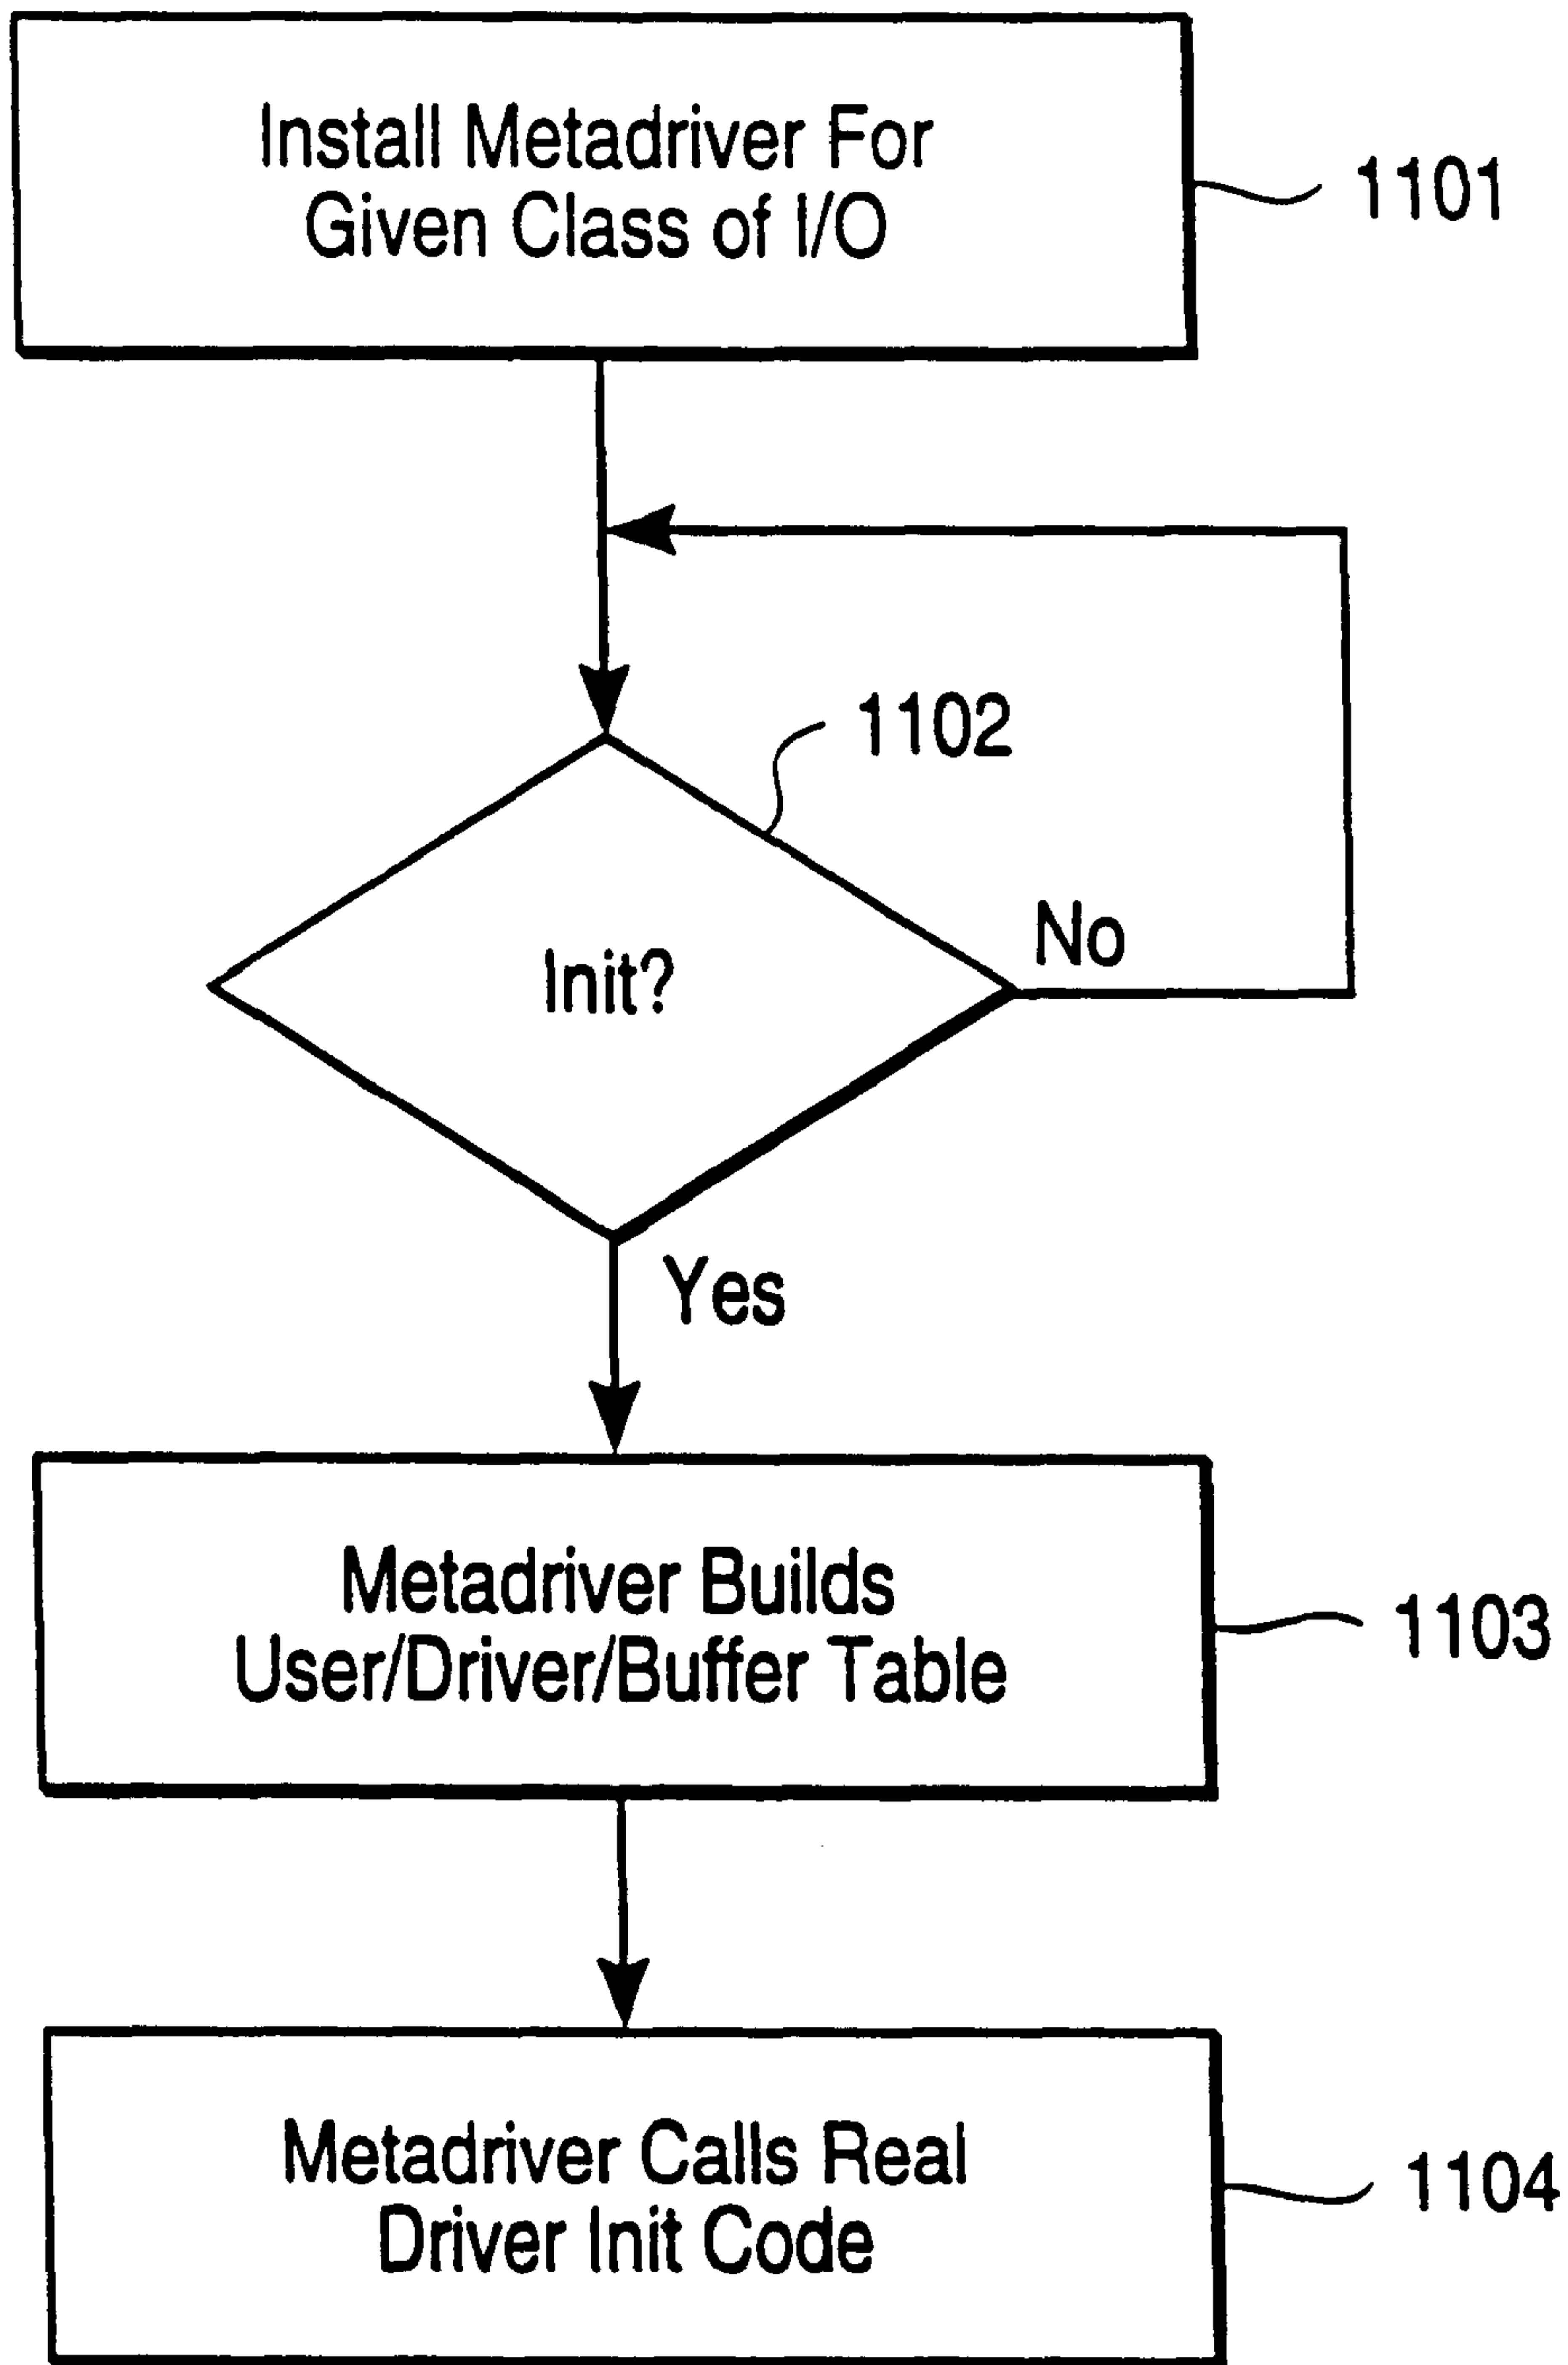 Install Metadriver For
Given Class of I/O
1101
1102
Init?
No
Yes
Metadriver Builds
User/Driver/Buffer Table
1103
Metadriver Calls Real
Driver Init Code
1104